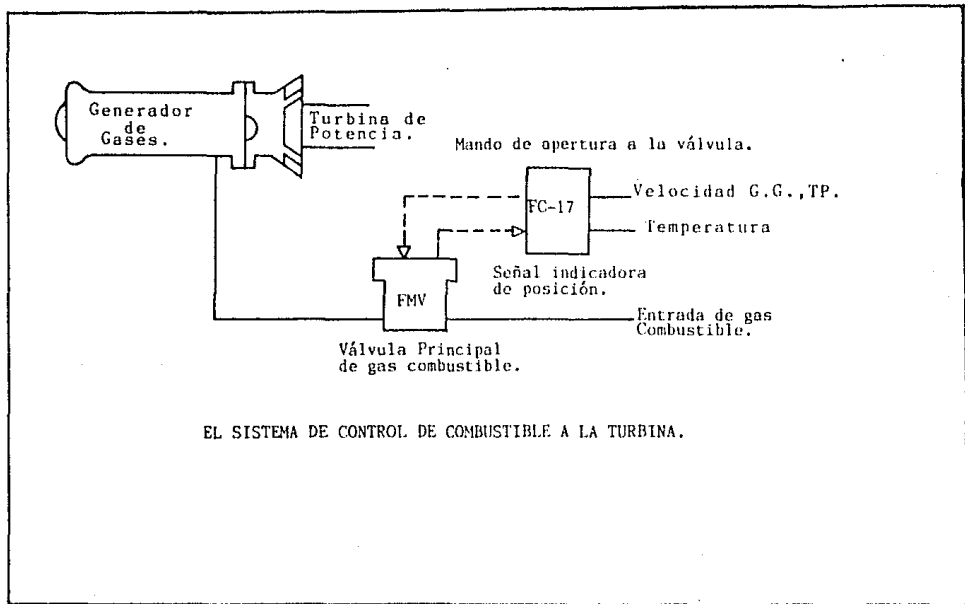 Generador
de
Gases.
Turbina de
Potencia.
Mando de apertura a la válvula.
FC-17
Velocidad G.G.,TP.
Temperatura
Señal indicadora
de posición.
FMV
Entrada de gas
Combustible.
Válvula Principal
de gas combustible.
EL SISTEMA DE CONTROL DE COMBUSTIBLE A LA TURBINA.